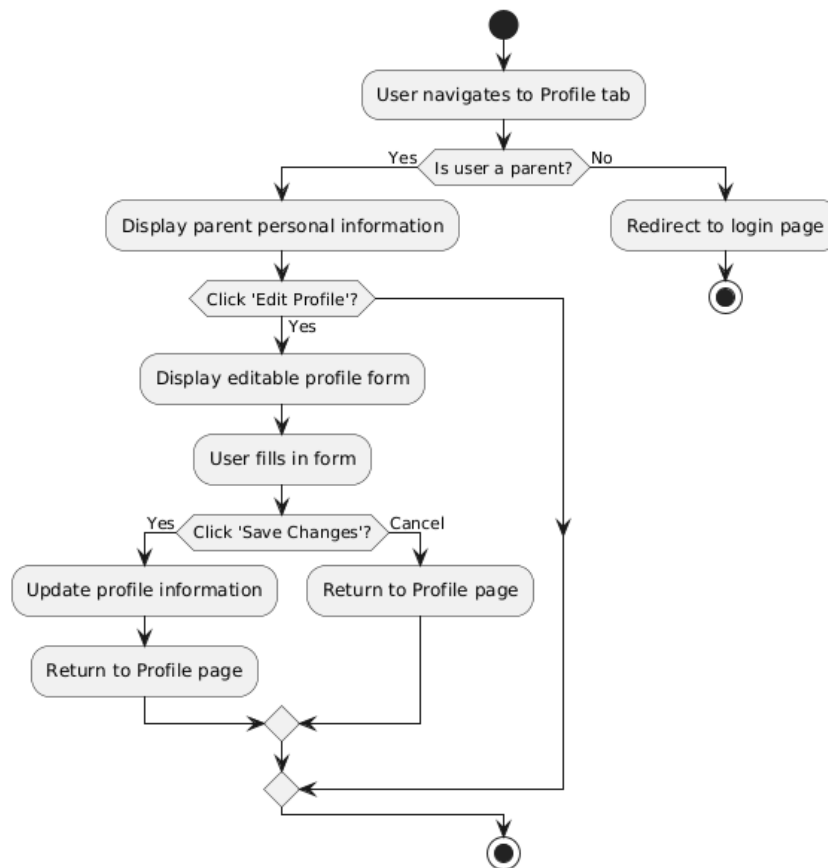 User navigates to Profile tab
Is user a parent?
Yes
No
Display parent personal information
Redirect to login page
Click 'Edit Profile'?
Yes
Display editable profile form
User fills in form
Click 'Save Changes'?
Yes
Cancel
Update profile information
Return to Profile page
Return to Profile page